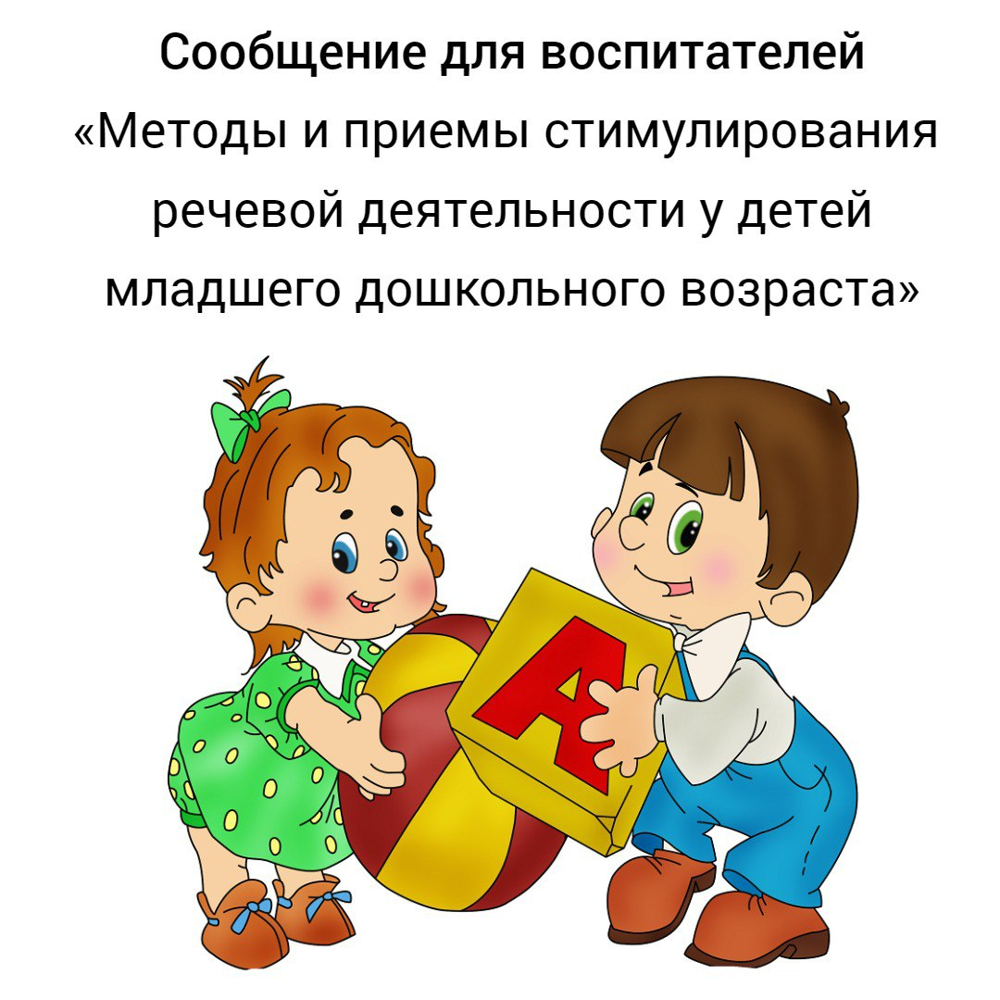 Сообщение для воспитателей
«Методы и приемы стимулирования
речевой деятельности у детей
младшего дошкольного возраста»
А